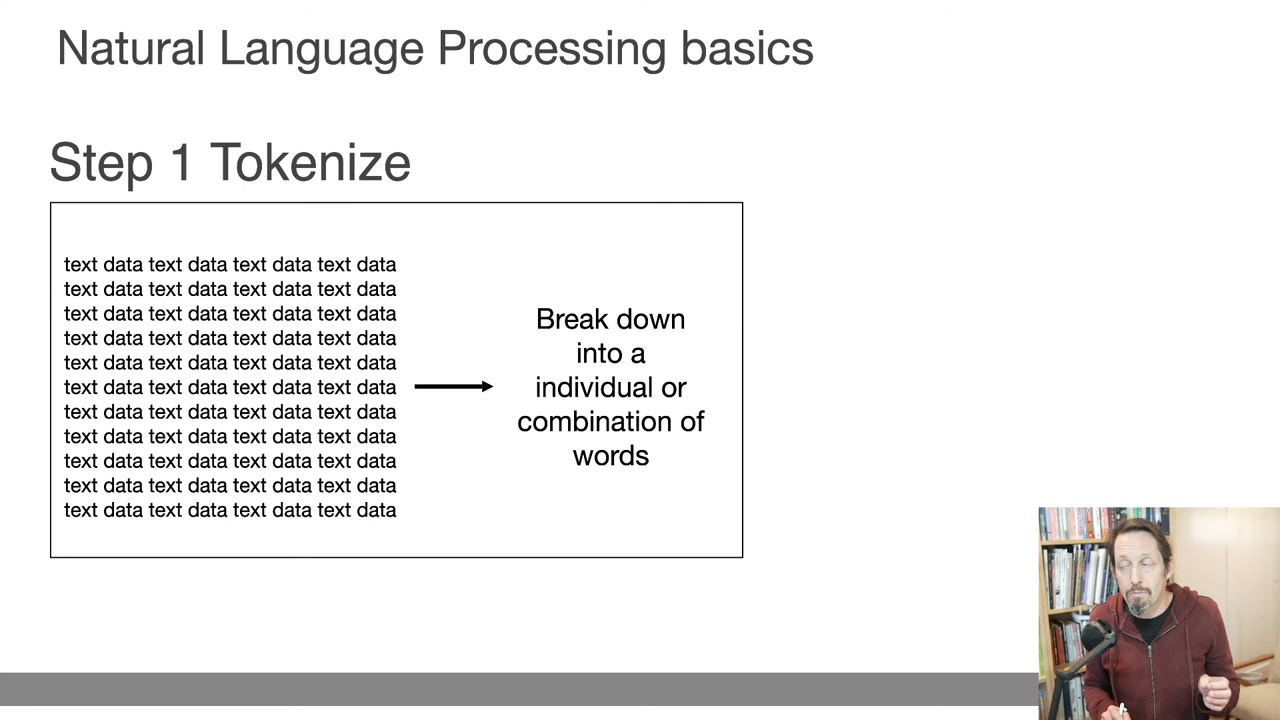 Natural Language Processing basics
Step 1 Tokenize
text data text data text data text data
text data text data text data text data
text data text data text data text data
text data text data text data text data
text data text data text data text data
text data text data text data text data
text data text data text data text data
text data text data text data text data
text data text data text data text data
text data text data text data text data
text data text data text data text data
Break down
into a
individual or
combination of
words